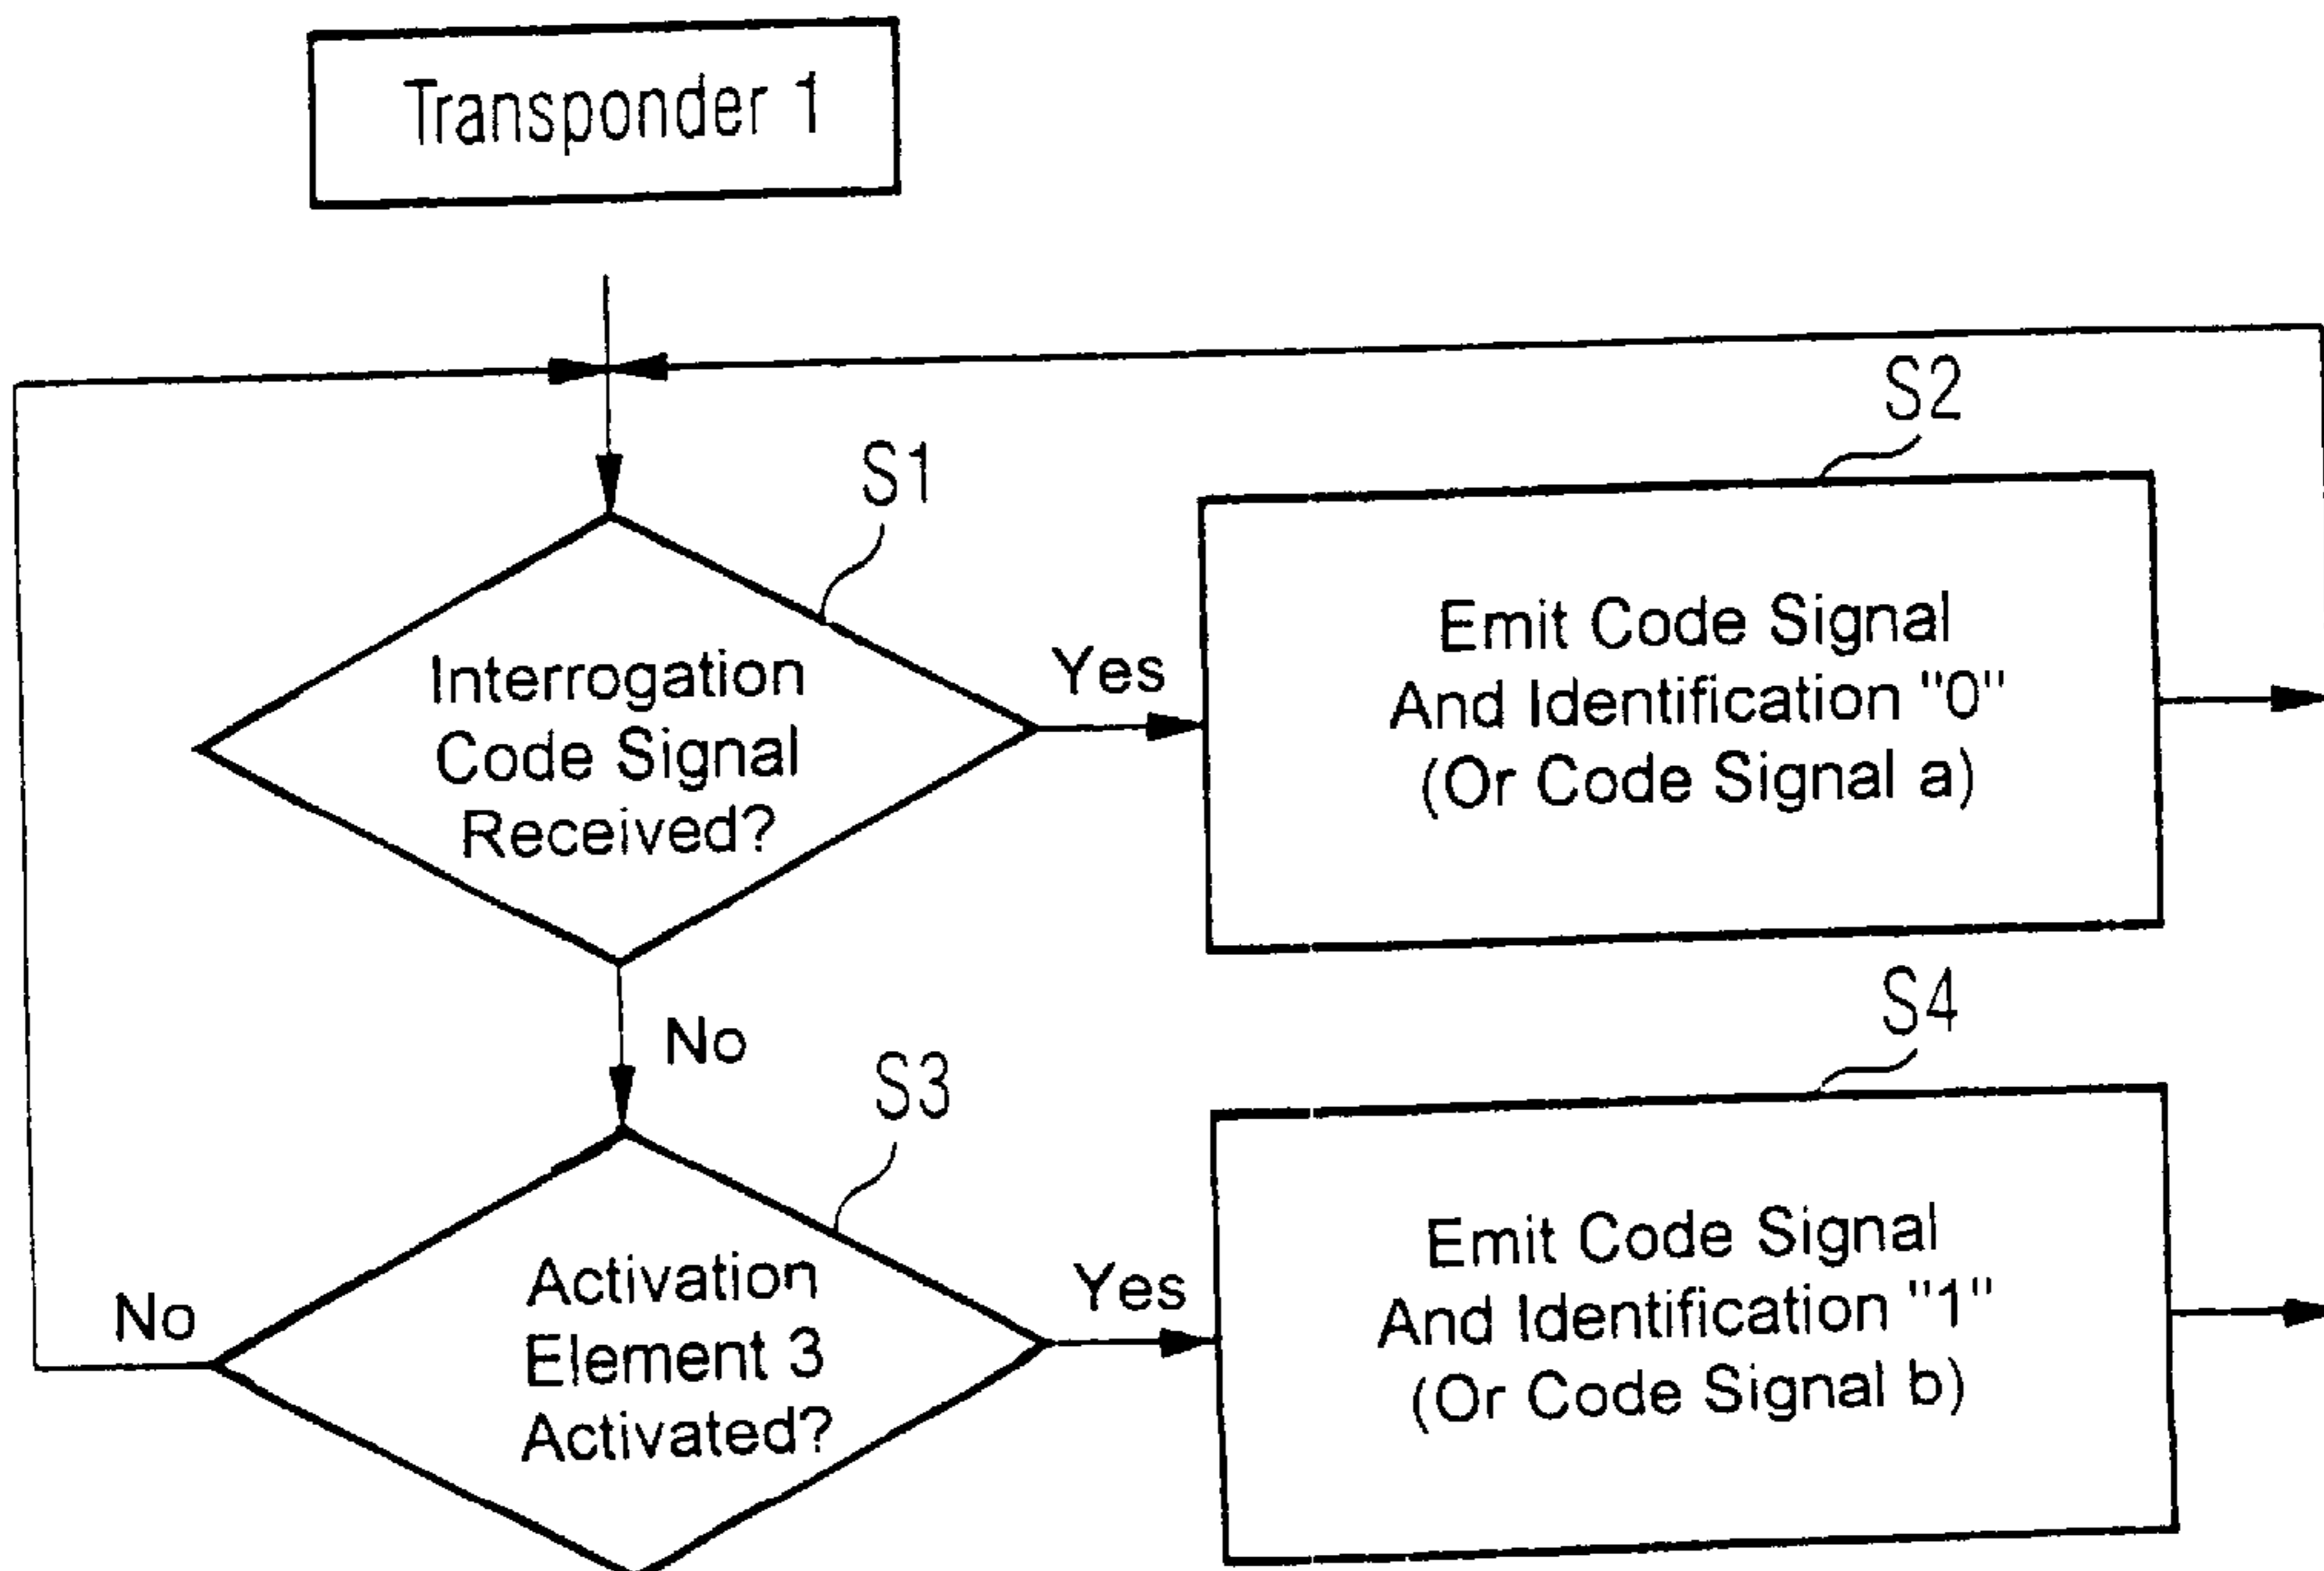 Transponder 1
S2
S1
Interrogation
Code Signal
Received?
Yes
Emit Code Signal
And Identification "0"
(Or Code Signal a)
No
S4
S3
Activation
Element 3
Activated?
No
Yes
Emit Code Signal
And Identification "1"
(Or Code Signal b)